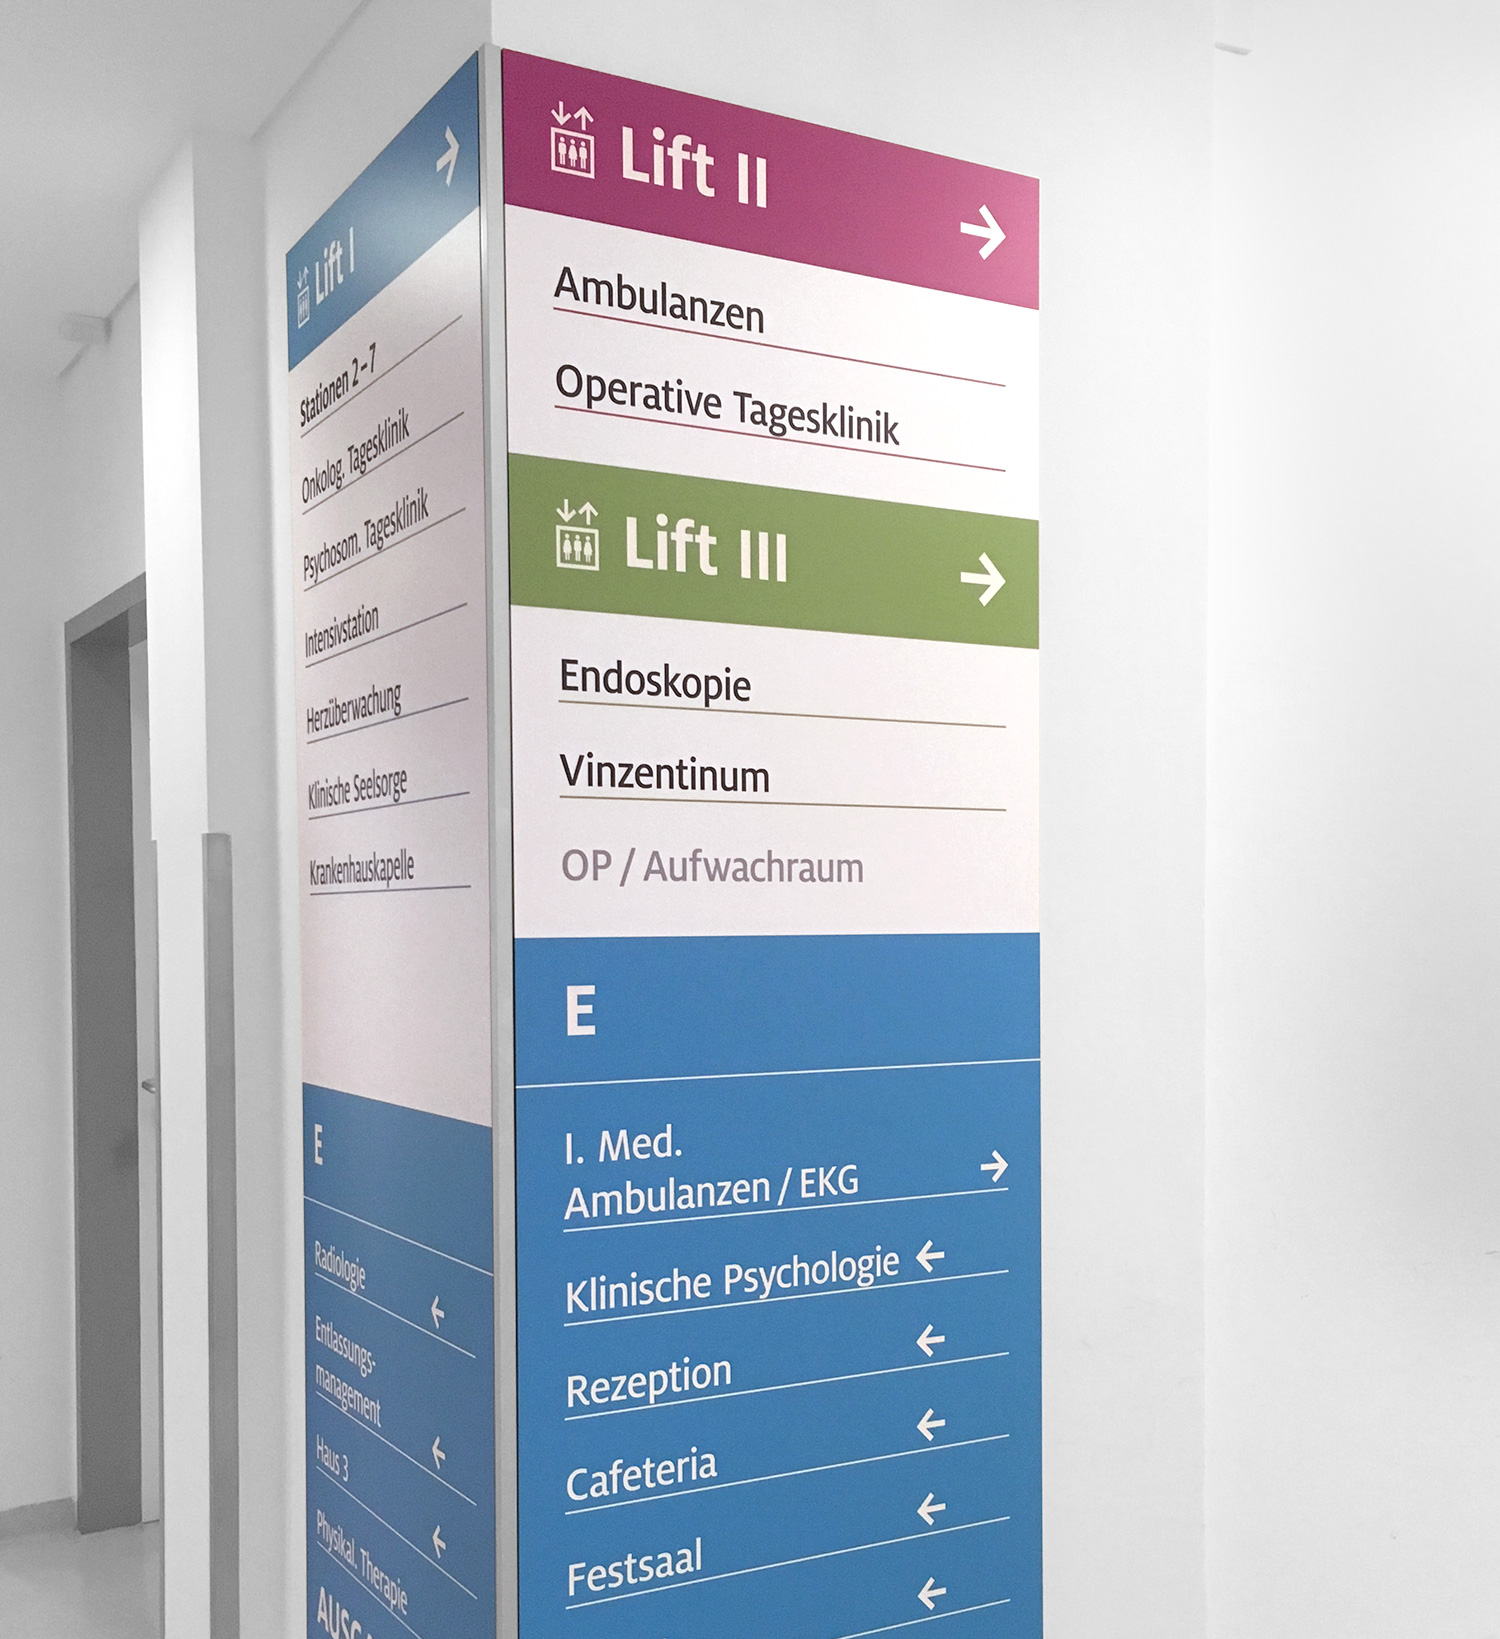 Lift I
Stationen 2–7
Onkolog. Tagesklinik
Psychosom. Tagesklinik
Intensivstation
Herzüberwachung
Klinische Seelsorge
Krankenhauskapelle
E
Radiologie
Entlassungs-
management
Haus 3
Physikal. Therapie
Lift II
Ambulanzen
Operative Tagesklinik
Lift III
Endoskopie
Vinzentinum
OP / Aufwachraum
E
I. Med.
Ambulanzen / EKG
Klinische Psychologie
Rezeption
Cafeteria
Festsaal